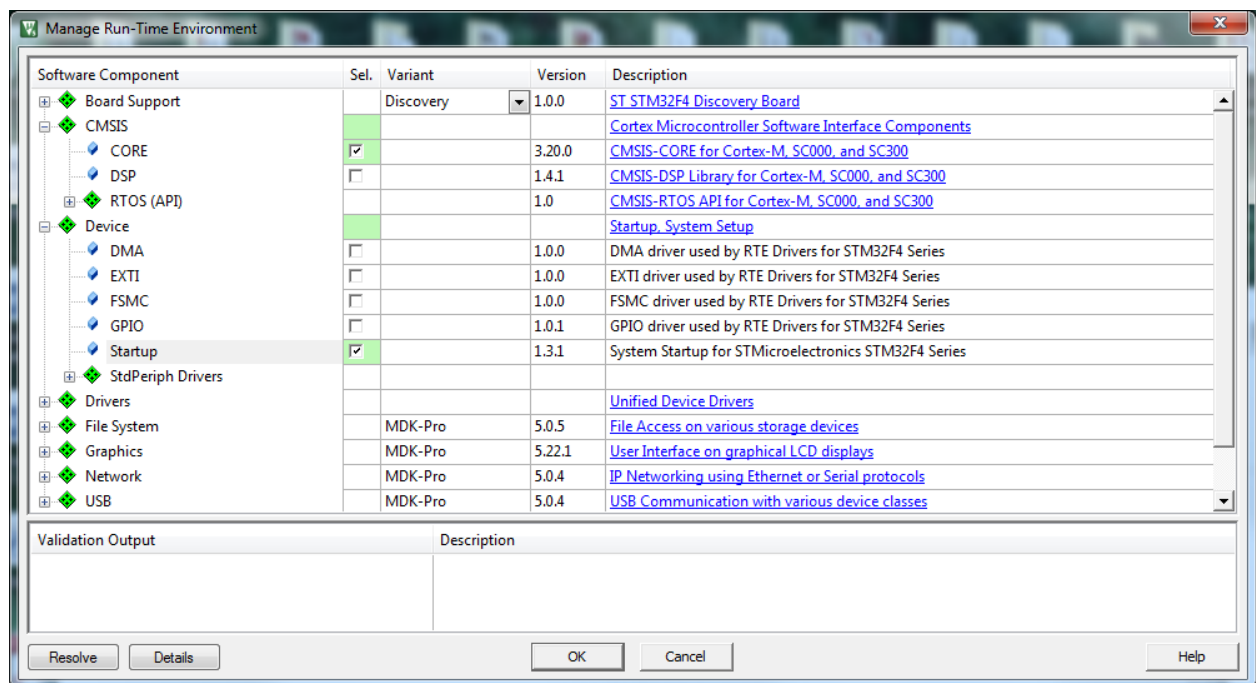 Manage Run-Time Environment
Software Component Sel. Variant Version Description
Board Support Discovery 1.0.0 ST STM32F4 Discovery Board
CMSIS Cortex Microcontroller Software Interface Components
CORE 3.20.0 CMSIS-CORE for Cortex-M, SC000, and SC300
DSP 1.4.1 CMSIS-DSP Library for Cortex-M, SC000, and SC300
RTOS (API) 1.0 CMSIS-RTOS API for Cortex-M, SC000, and SC300
Device Startup, System Setup
DMA 1.0.0 DMA driver used by RTE Drivers for STM32F4 Series
EXTI 1.0.0 EXTI driver used by RTE Drivers for STM32F4 Series
FSMC 1.0.0 FSMC driver used by RTE Drivers for STM32F4 Series
GPIO 1.0.1 GPIO driver used by RTE Drivers for STM32F4 Series
Startup 1.3.1 System Startup for STMicroelectronics STM32F4 Series
StdPeriph Drivers
Drivers Unified Device Drivers
File System MDK-Pro 5.0.5 File Access on various storage devices
Graphics MDK-Pro 5.22.1 User Interface on graphical LCD displays
Network MDK-Pro 5.0.4 IP Networking using Ethernet or Serial protocols
USB MDK-Pro 5.0.4 USB Communication with various device classes
Validation Output Description
Resolve Details OK Cancel Help